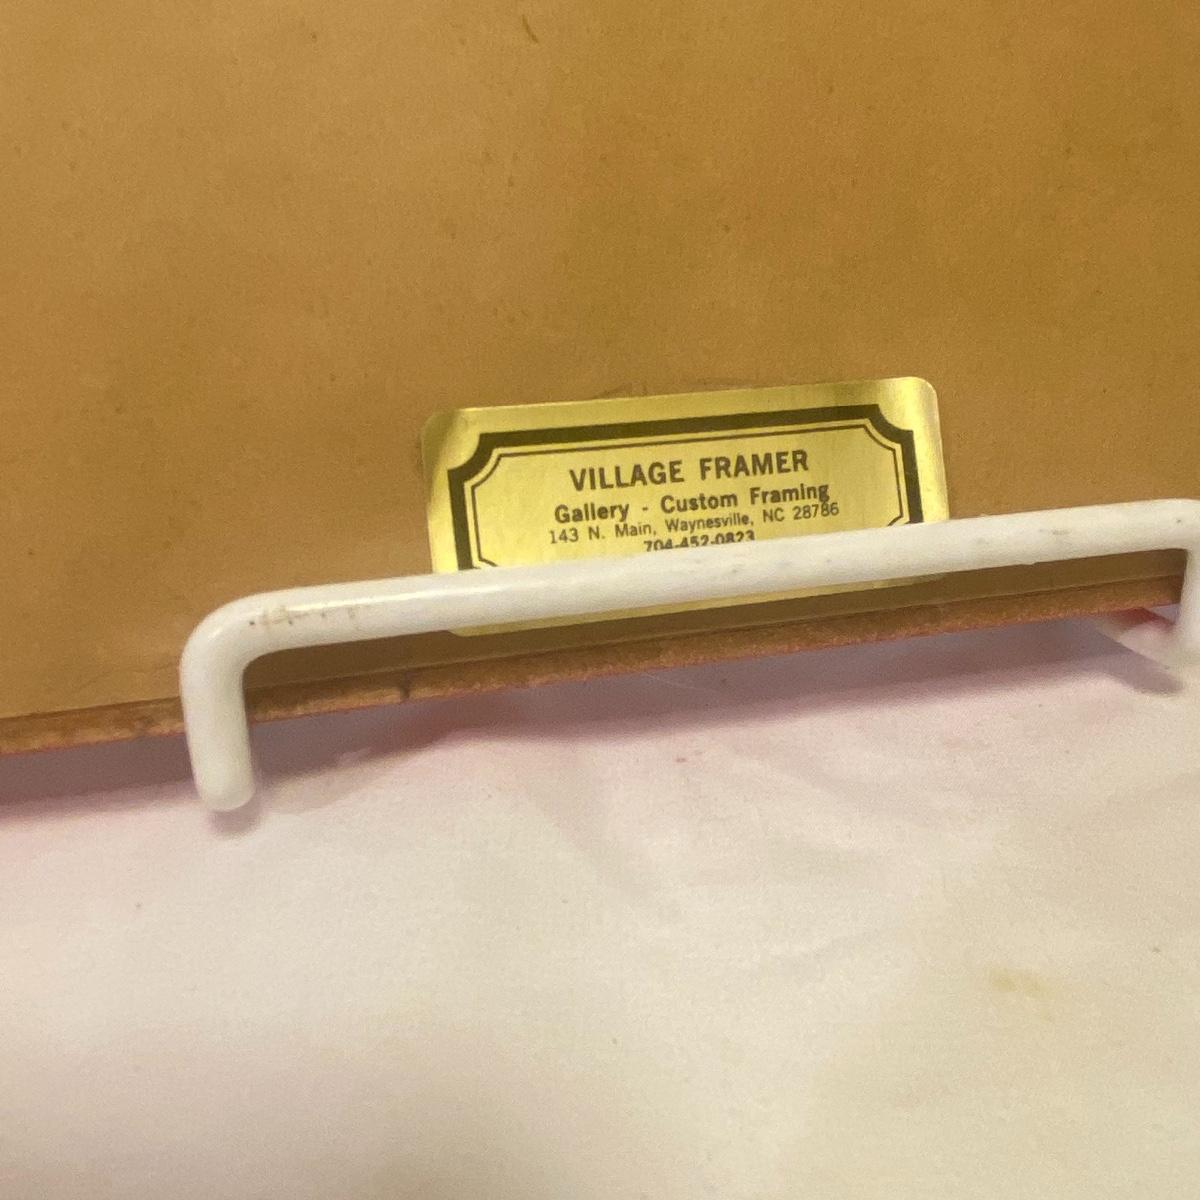 VILLAGE FRAMER
Gallery - Custom Framing
143 N. Main, Waynesville, NC 28786
704-452-0823